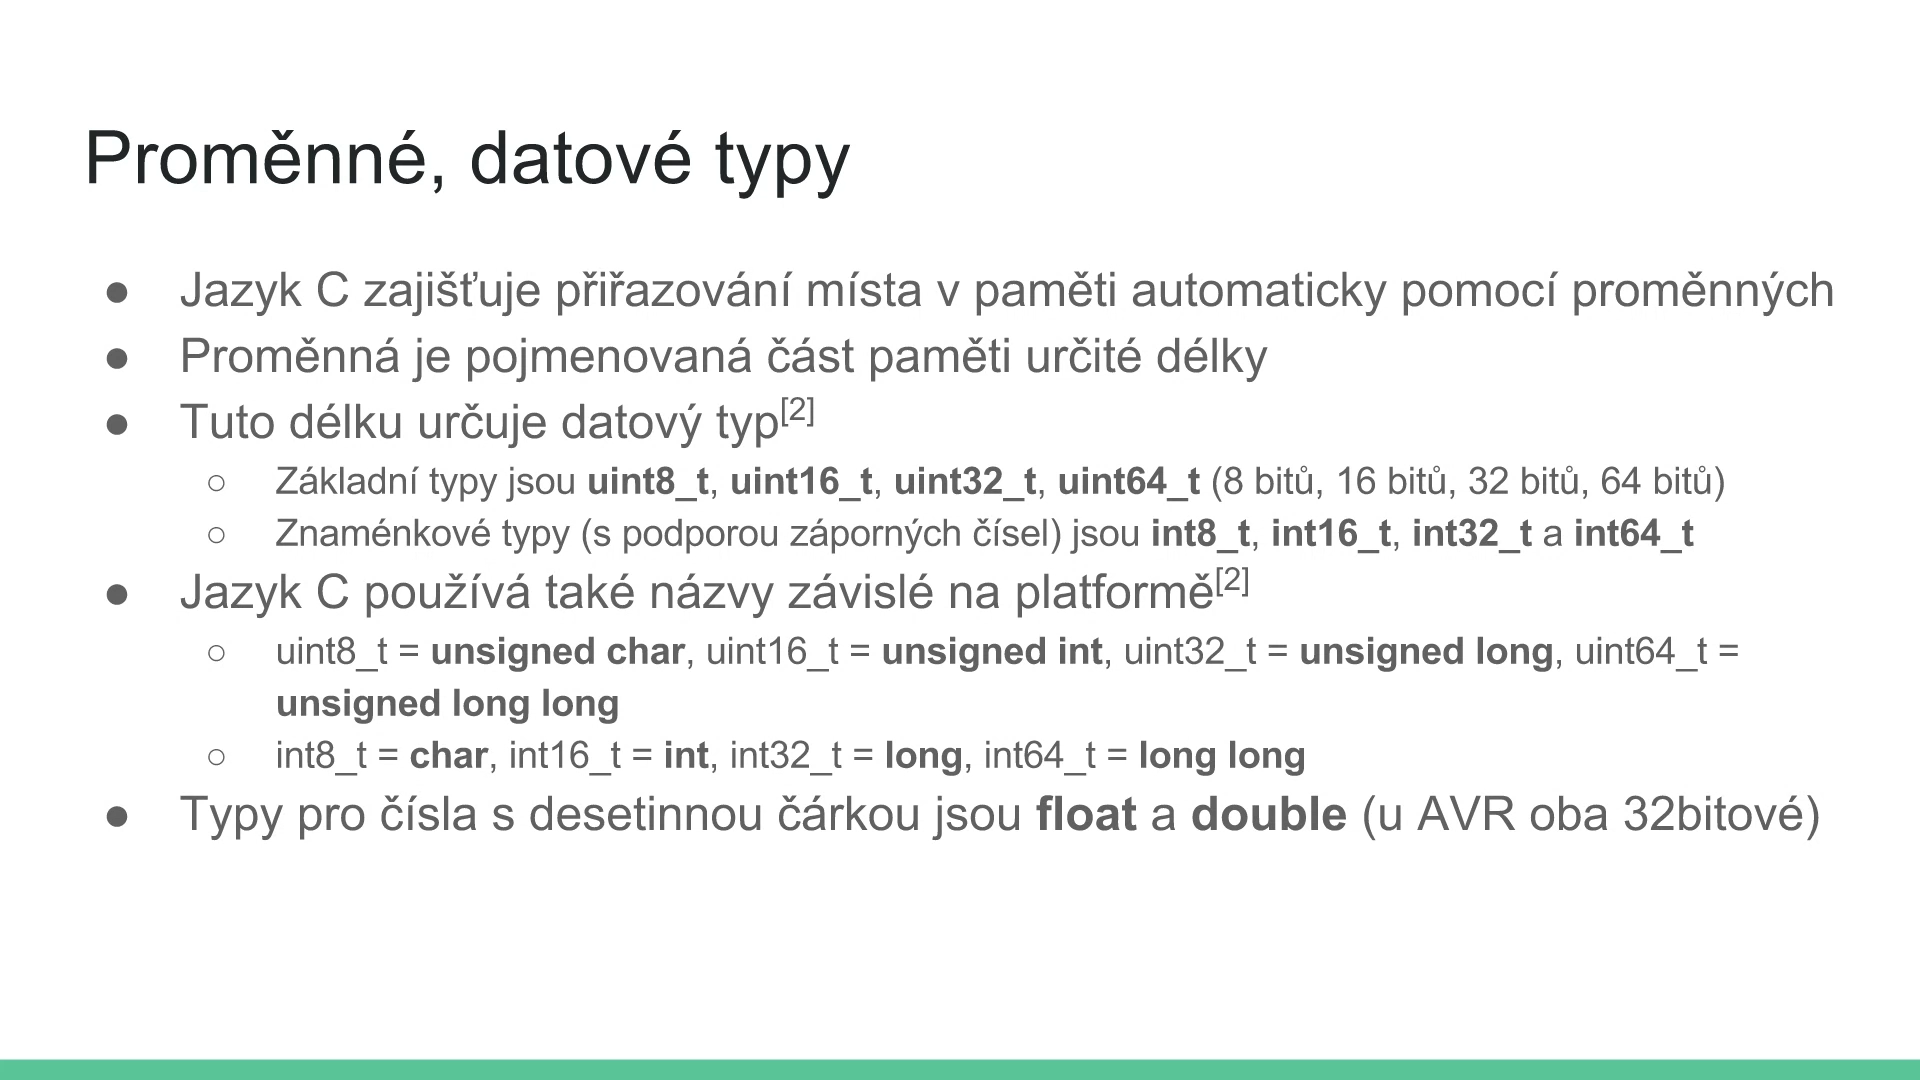 Proměnné, datové typy
● Jazyk C zajišťuje přiřazování místa v paměti automaticky pomocí proměnných
● Proměnná je pojmenovaná část paměti určité délky
● Tuto délku určuje datový typ[2]
○ Základní typy jsou uint8_t, uint16_t, uint32_t, uint64_t (8 bitů, 16 bitů, 32 bitů, 64 bitů)
○ Znaménkové typy (s podporou záporných čísel) jsou int8_t, int16_t, int32_t a int64_t
● Jazyk C používá také názvy závislé na platformě[2]
○ uint8_t = unsigned char, uint16_t = unsigned int, uint32_t = unsigned long, uint64_t =
unsigned long long
○ int8_t = char, int16_t = int, int32_t = long, int64_t = long long
● Typy pro čísla s desetinnou čárkou jsou float a double (u AVR oba 32bitové)